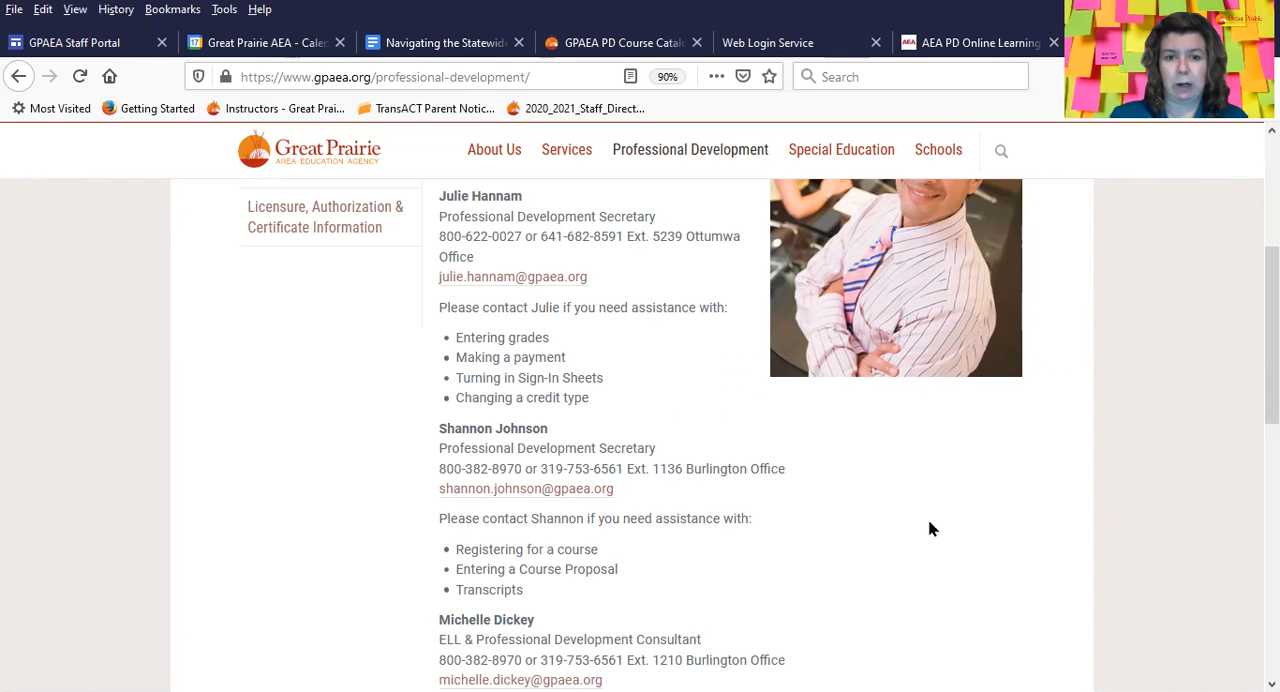 File Edit View History Bookmarks Tools Help
GPAEA Staff Portal
Great Prairie AEA - Calen
Navigating the Statewid
GPAEA PD Course Catalo
Web Login Service
AEA PD Online Learning
https://www.gpaea.org/professional-development/
90%
Search
Most Visited
Getting Started
Instructors - Great Prai...
TransACT Parent Notic...
2020_2021_Staff_Direct...
Great Prairie
AREA EDUCATION AGENCY
About Us
Services
Professional Development
Special Education
Schools
Licensure, Authorization &
Certificate Information
Julie Hannam
Professional Development Secretary
800-622-0027 or 641-682-8591 Ext. 5239 Ottumwa
Office
julie.hannam@gpaea.org
Please contact Julie if you need assistance with:
Entering grades
Making a payment
Turning in Sign-In Sheets
Changing a credit type
Shannon Johnson
Professional Development Secretary
800-382-8970 or 319-753-6561 Ext. 1136 Burlington Office
shannon.johnson@gpaea.org
Please contact Shannon if you need assistance with:
Registering for a course
Entering a Course Proposal
Transcripts
Michelle Dickey
ELL & Professional Development Consultant
800-382-8970 or 319-753-6561 Ext. 1210 Burlington Office
michelle.dickey@gpaea.org